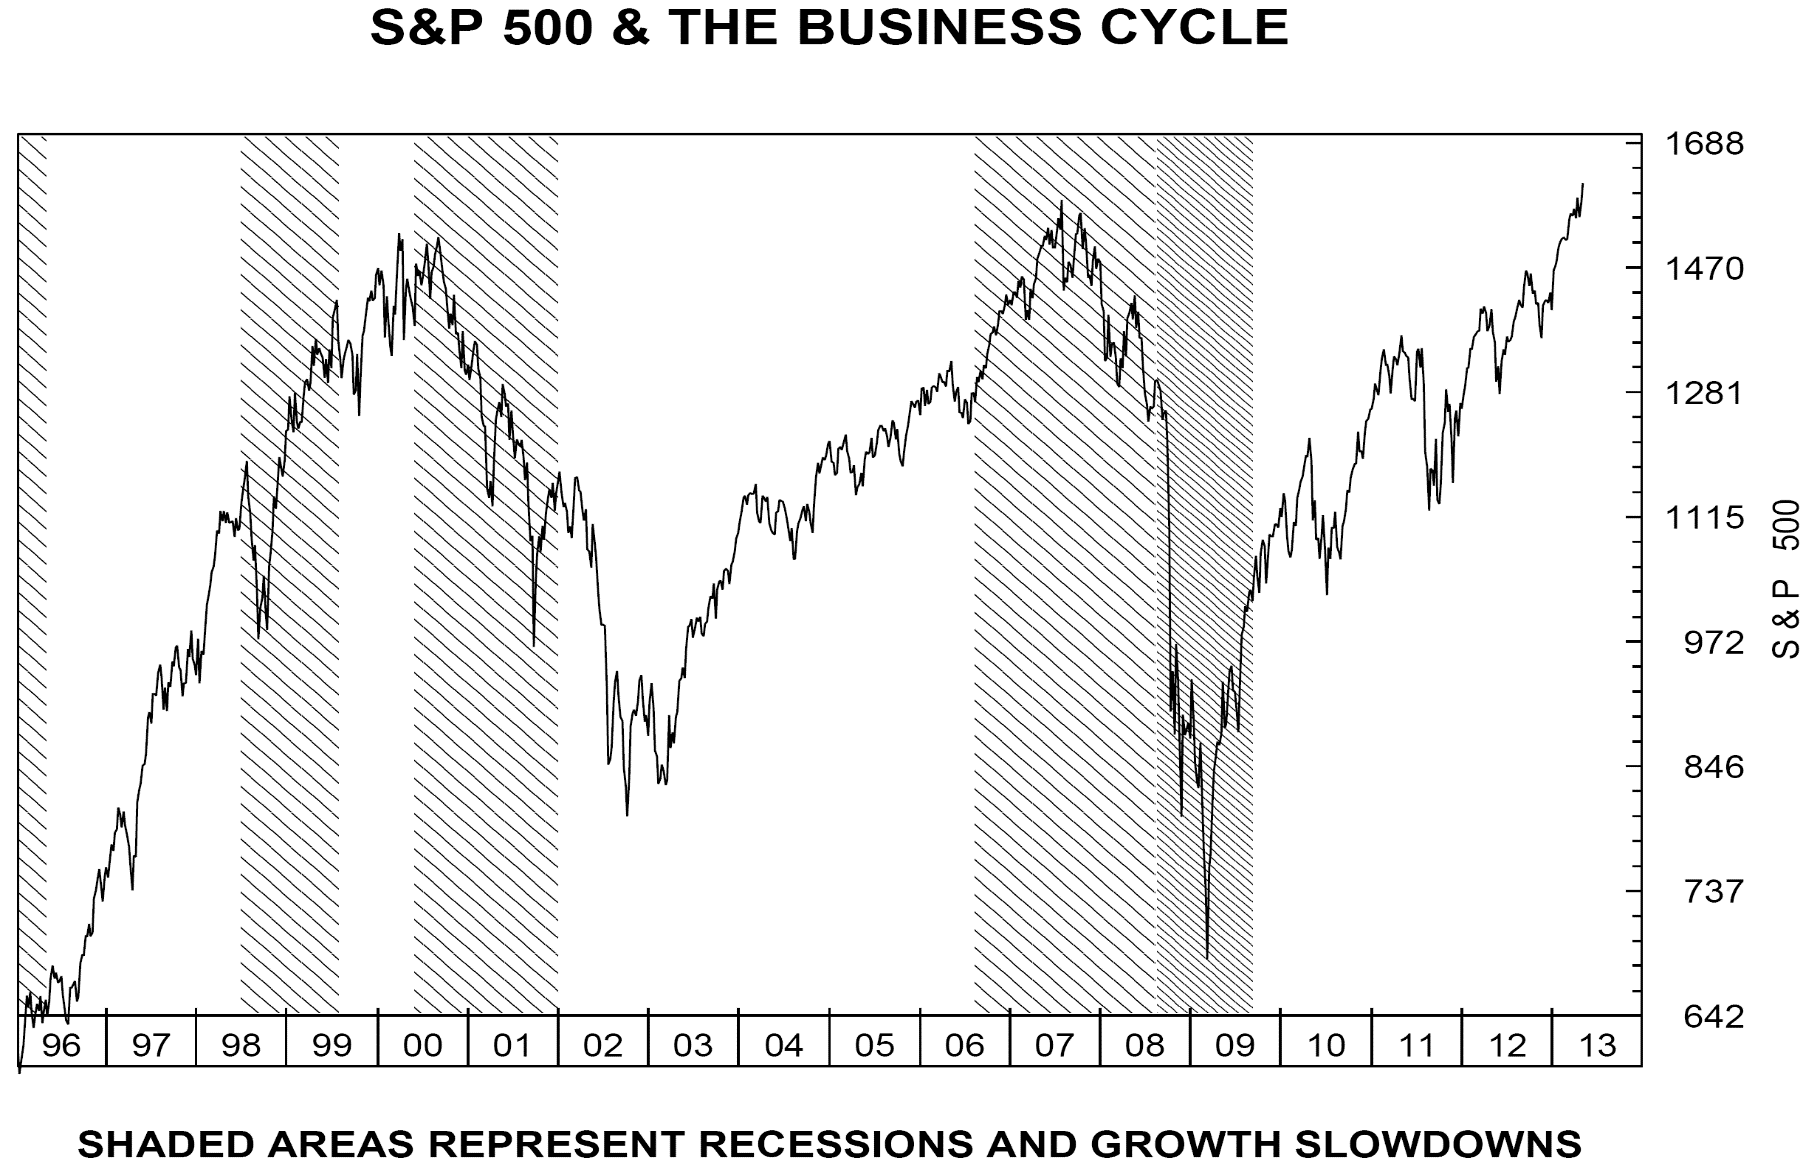 S&P 500 & THE BUSINESS CYCLE
1688
1470
1281
1115
972
846
737
642
S & P 500
96 97 98 99 00 01 02 03 04 05 06 07 08 09 10 11 12 13
SHADED AREAS REPRESENT RECESSIONS AND GROWTH SLOWDOWNS